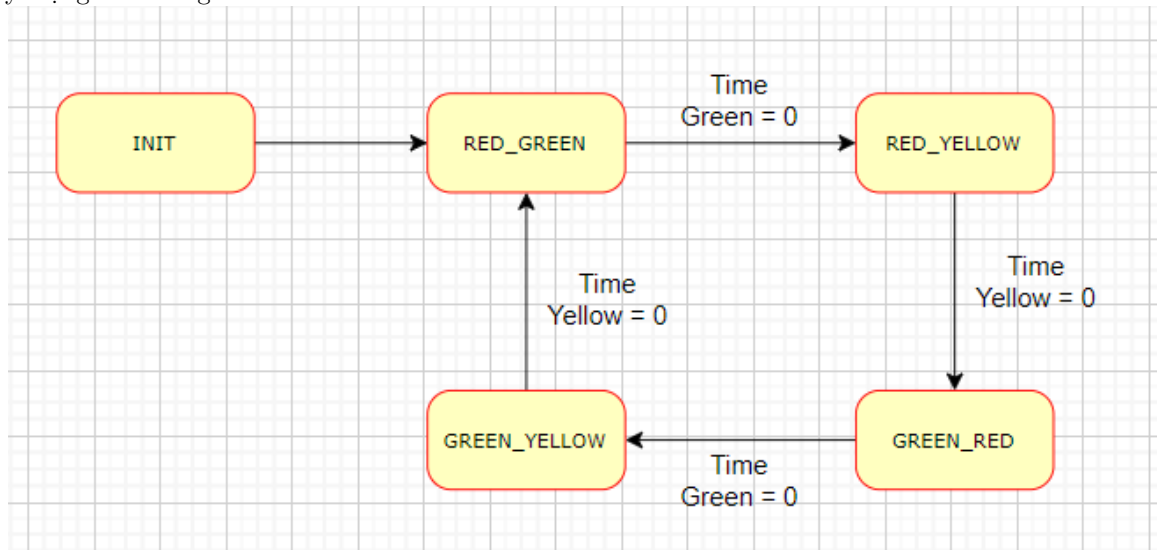 Time
Green = 0
INIT
RED_GREEN
RED_YELLOW
Time
Yellow = 0
Time
Yellow = 0
GREEN_YELLOW
GREEN_RED
Time
Green = 0